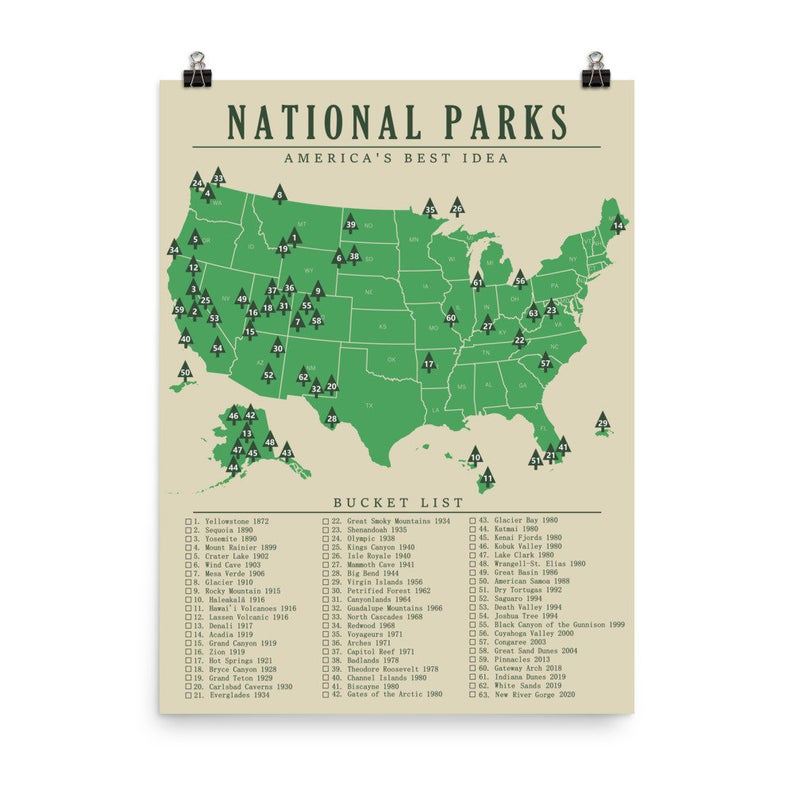 NATIONAL PARKS
AMERICA'S BEST IDEA
24
33
4
WA
8
35
26
14
5
OR
ID
MT
39
ND
MN
1
34
19
6
38
SD
WI
MI
NY
VT
NH
12
WY
3
37
36
9
NE
IA
61
56
PA
25
NV
49
18
31
55
IL
IN
OH
59
2
53
16
7
58
KS
MO
60
27
KY
63
23
VA
40
54
15
30
22
TN
NC
50
AZ
52
62
NM
32
20
OK
17
57
MS
AL
GA
28
TX
LA
FL
29
46
42
13
47
45
48
43
44
10
11
51
21
41
BUCKET LIST
1. Yellowstone 1872
2. Sequoia 1890
3. Yosemite 1890
4. Mount Rainier 1899
5. Crater Lake 1902
6. Wind Cave 1903
7. Mesa Verde 1906
8. Glacier 1910
9. Rocky Mountain 1915
10. Haleakalā 1916
11. Hawai'i Volcanoes 1916
12. Lassen Volcanic 1916
13. Denali 1917
14. Acadia 1919
15. Grand Canyon 1919
16. Zion 1919
17. Hot Springs 1921
18. Bryce Canyon 1928
19. Grand Teton 1929
20. Carlsbad Caverns 1930
21. Everglades 1934
22. Great Smoky Mountains 1934
23. Shenandoah 1935
24. Olympic 1938
25. Kings Canyon 1940
26. Isle Royale 1940
27. Mammoth Cave 1941
28. Big Bend 1944
29. Virgin Islands 1956
30. Petrified Forest 1962
31. Canyonlands 1964
32. Guadalupe Mountains 1966
33. North Cascades 1968
34. Redwood 1968
35. Voyageurs 1971
36. Arches 1971
37. Capitol Reef 1971
38. Badlands 1978
39. Theodore Roosevelt 1978
40. Channel Islands 1980
41. Biscayne 1980
42. Gates of the Arctic 1980
43. Glacier Bay 1980
44. Katmai 1980
45. Kenai Fjords 1980
46. Kobuk Valley 1980
47. Lake Clark 1980
48. Wrangell-St. Elias 1980
49. Great Basin 1986
50. American Samoa 1988
51. Dry Tortugas 1992
52. Saguaro 1994
53. Death Valley 1994
54. Joshua Tree 1994
55. Black Canyon of the Gunnison 1999
56. Cuyahoga Valley 2000
57. Congaree 2003
58. Great Sand Dunes 2004
59. Pinnacles 2013
60. Gateway Arch 2018
61. Indiana Dunes 2019
62. White Sands 2019
63. New River Gorge 2020